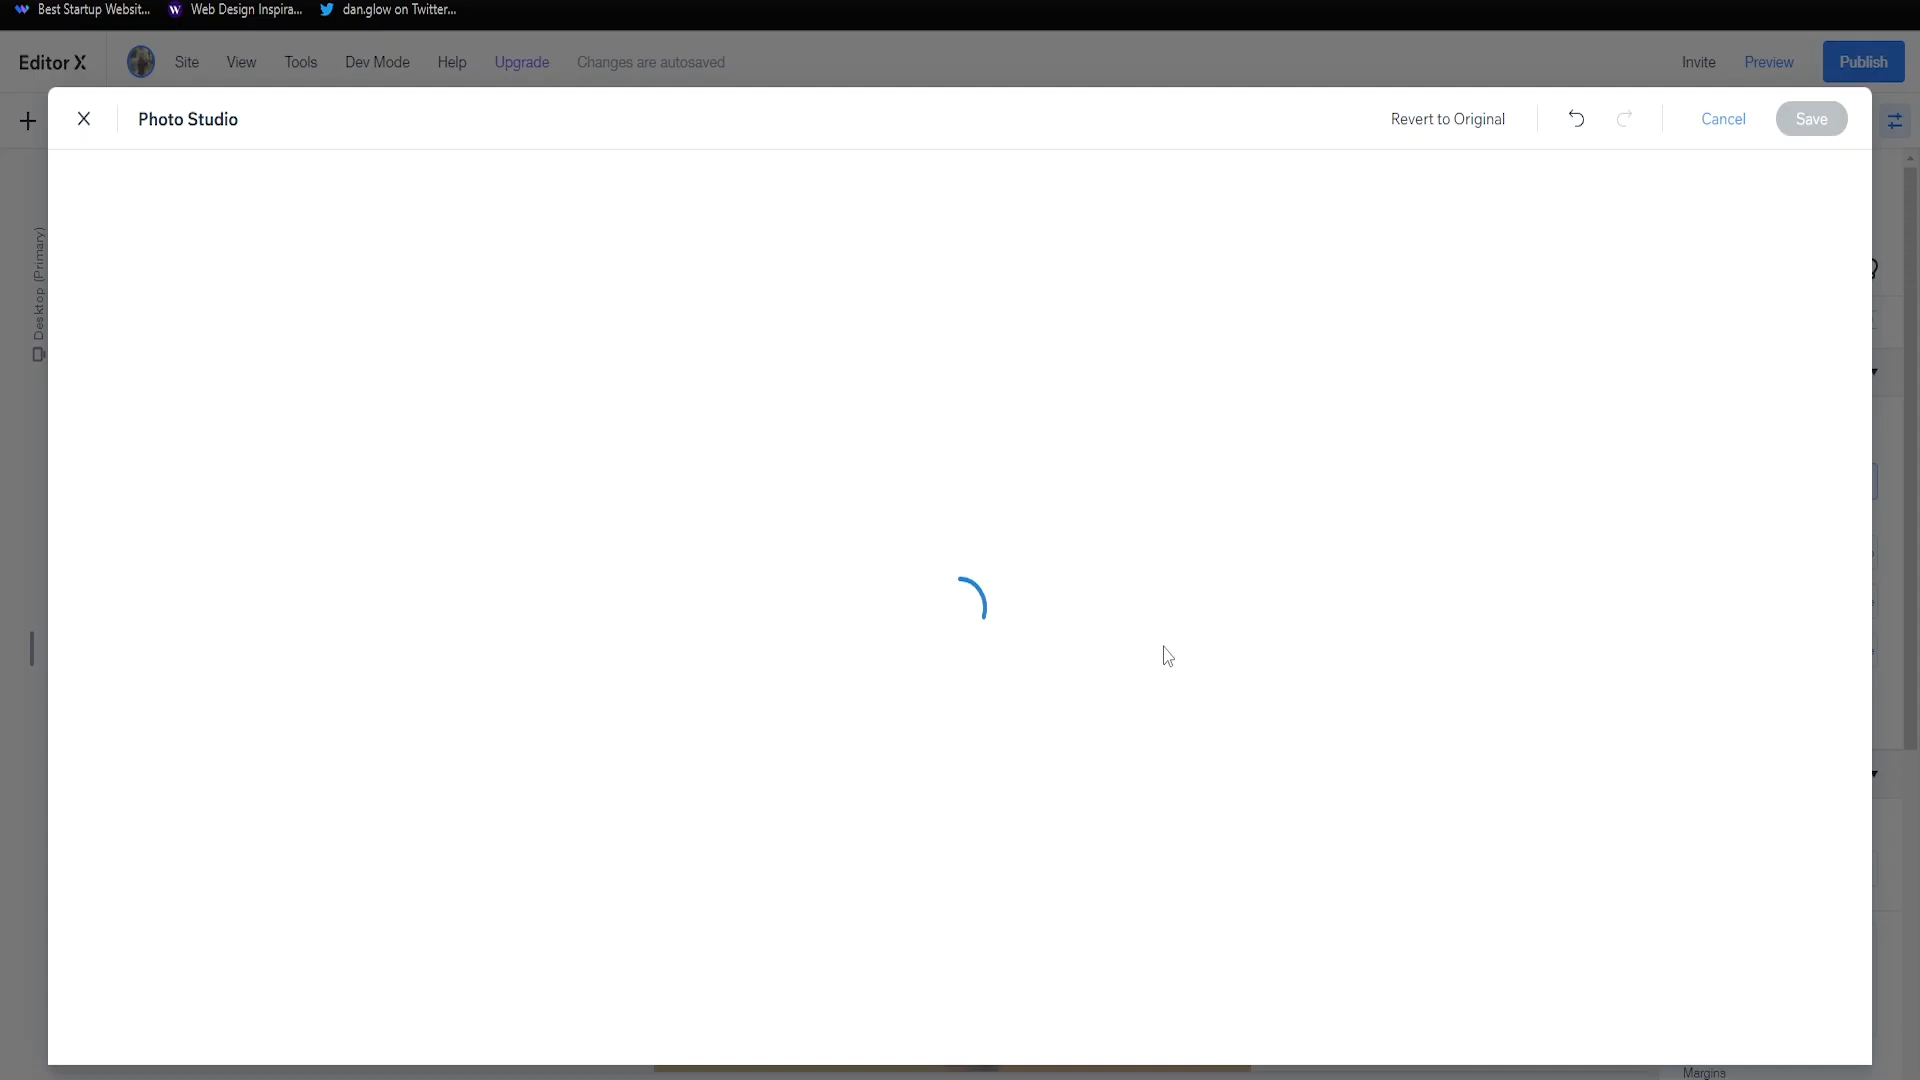 Best Startup Websit... Web Design Inspira... dan.glow on Twitter...
Editor X Site View Tools Dev Mode Help Upgrade Changes are autosaved Invite Preview Publish
Photo Studio Revert to Original Cancel Save
Desktop (Primary)
Margins